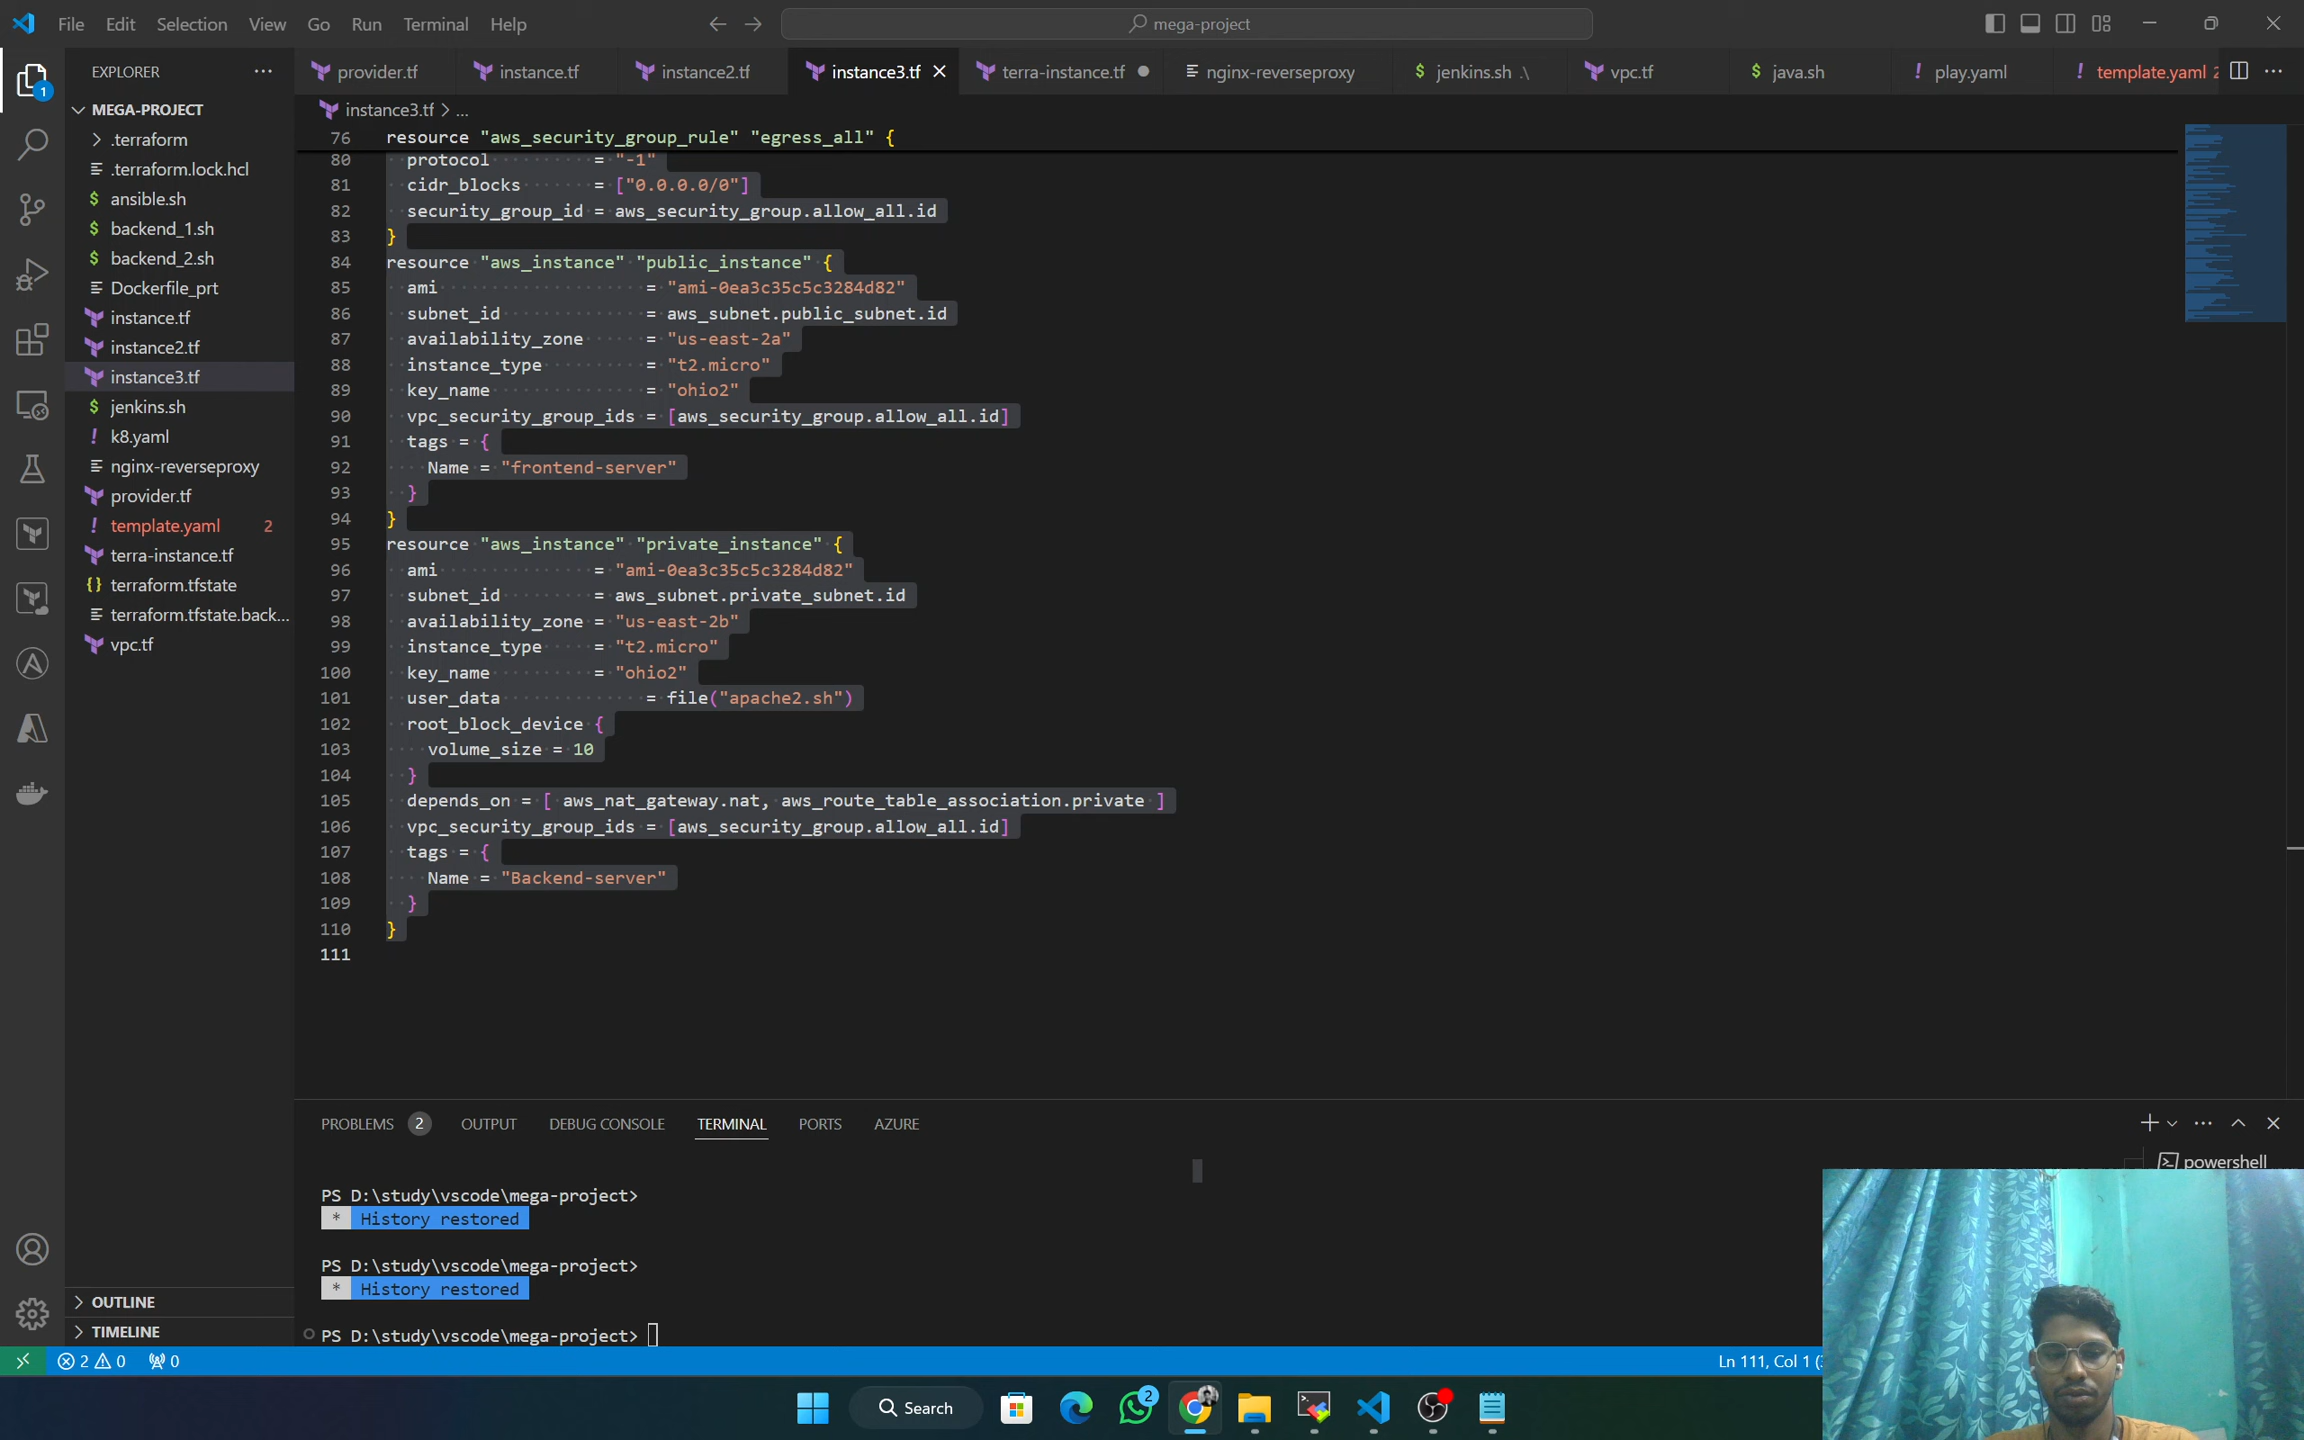 File Edit Selection View Go Run Terminal Help
mega-project
EXPLORER
provider.tf
instance.tf
instance2.tf
instance3.tf
terra-instance.tf
nginx-reverseproxy
jenkins.sh .\
vpc.tf
java.sh
play.yaml
template.yaml 2
1
MEGA-PROJECT
.terraform
.terraform.lock.hcl
ansible.sh
backend_1.sh
backend_2.sh
Dockerfile_prt
instance.tf
instance2.tf
instance3.tf
jenkins.sh
k8.yaml
nginx-reverseproxy
provider.tf
template.yaml 2
terra-instance.tf
terraform.tfstate
terraform.tfstate.back...
vpc.tf
OUTLINE
TIMELINE
instance3.tf > ...
76 resource "aws_security_group_rule" "egress_all" {
80 protocol = "-1"
81 cidr_blocks = ["0.0.0.0/0"]
82 security_group_id = aws_security_group.allow_all.id
83 }
84 resource "aws_instance" "public_instance" {
85 ami = "ami-0ea3c35c5c3284d82"
86 subnet_id = aws_subnet.public_subnet.id
87 availability_zone = "us-east-2a"
88 instance_type = "t2.micro"
89 key_name = "ohio2"
90 vpc_security_group_ids = [aws_security_group.allow_all.id]
91 tags = {
92 Name = "frontend-server"
93 }
94 }
95 resource "aws_instance" "private_instance" {
96 ami = "ami-0ea3c35c5c3284d82"
97 subnet_id = aws_subnet.private_subnet.id
98 availability_zone = "us-east-2b"
99 instance_type = "t2.micro"
100 key_name = "ohio2"
101 user_data = file("apache2.sh")
102 root_block_device {
103 volume_size = 10
104 }
105 depends_on = [ aws_nat_gateway.nat, aws_route_table_association.private ]
106 vpc_security_group_ids = [aws_security_group.allow_all.id]
107 tags = {
108 Name = "Backend-server"
109 }
110 }
111
PROBLEMS 2 OUTPUT DEBUG CONSOLE TERMINAL PORTS AZURE
powershell
PS D:\study\vscode\mega-project>
* History restored
PS D:\study\vscode\mega-project>
* History restored
PS D:\study\vscode\mega-project>
2 0 0
Ln 111, Col 1
Search
2